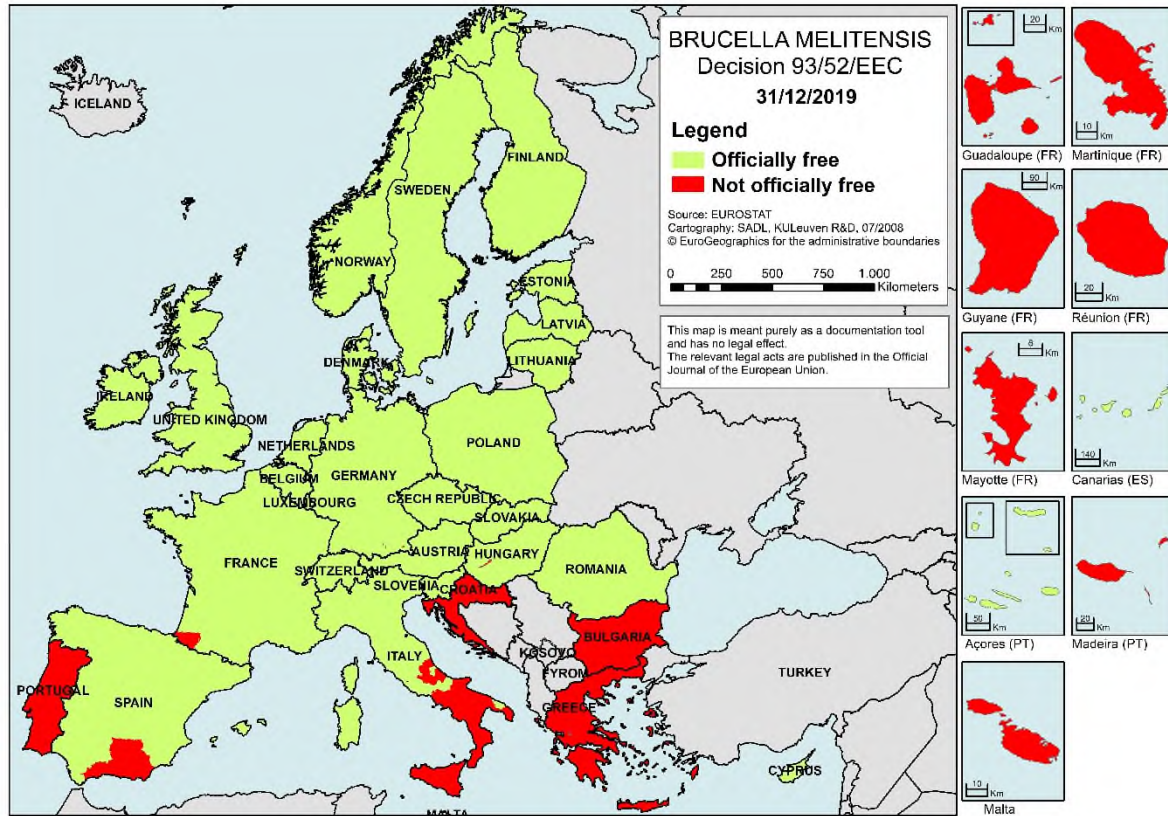 BRUCELLA MELITENSIS
Decision 93/52/EEC
31/12/2019
Legend
Officially free
Not officially free
Source: EUROSTAT
Cartography: SADL, KULeuven R&D, 07/2008
© EuroGeographics for the administrative boundaries
0 250 500 750 1.000
Kilometers
This map is meant purely as a documentation tool
and has no legal effect.
The relevant legal acts are published in the Official
Journal of the European Union.
ICELAND
FINLAND
SWEDEN
NORWAY
ESTONIA
LATVIA
LITHUANIA
DENMARK
IRELAND
UNITED KINGDOM
NETHERLANDS
POLAND
BELGIUM
GERMANY
LUXEMBOURG
CZECH REPUBLIC
SLOVAKIA
AUSTRIA
HUNGARY
FRANCE
SWITZERLAND
ROMANIA
SLOVENIA
CROATIA
BULGARIA
ITALY
KOSOVO
FYROM
TURKEY
PORTUGAL
SPAIN
GREECE
CYPRUS
MALTA
20
Km
Guadaloupe (FR)
10
Km
Martinique (FR)
50
Km
Guyane (FR)
20
Km
Réunion (FR)
8
Km
Mayotte (FR)
140
Km
Canarias (ES)
50
Km
Açores (PT)
20
Km
Madeira (PT)
10
Km
Malta